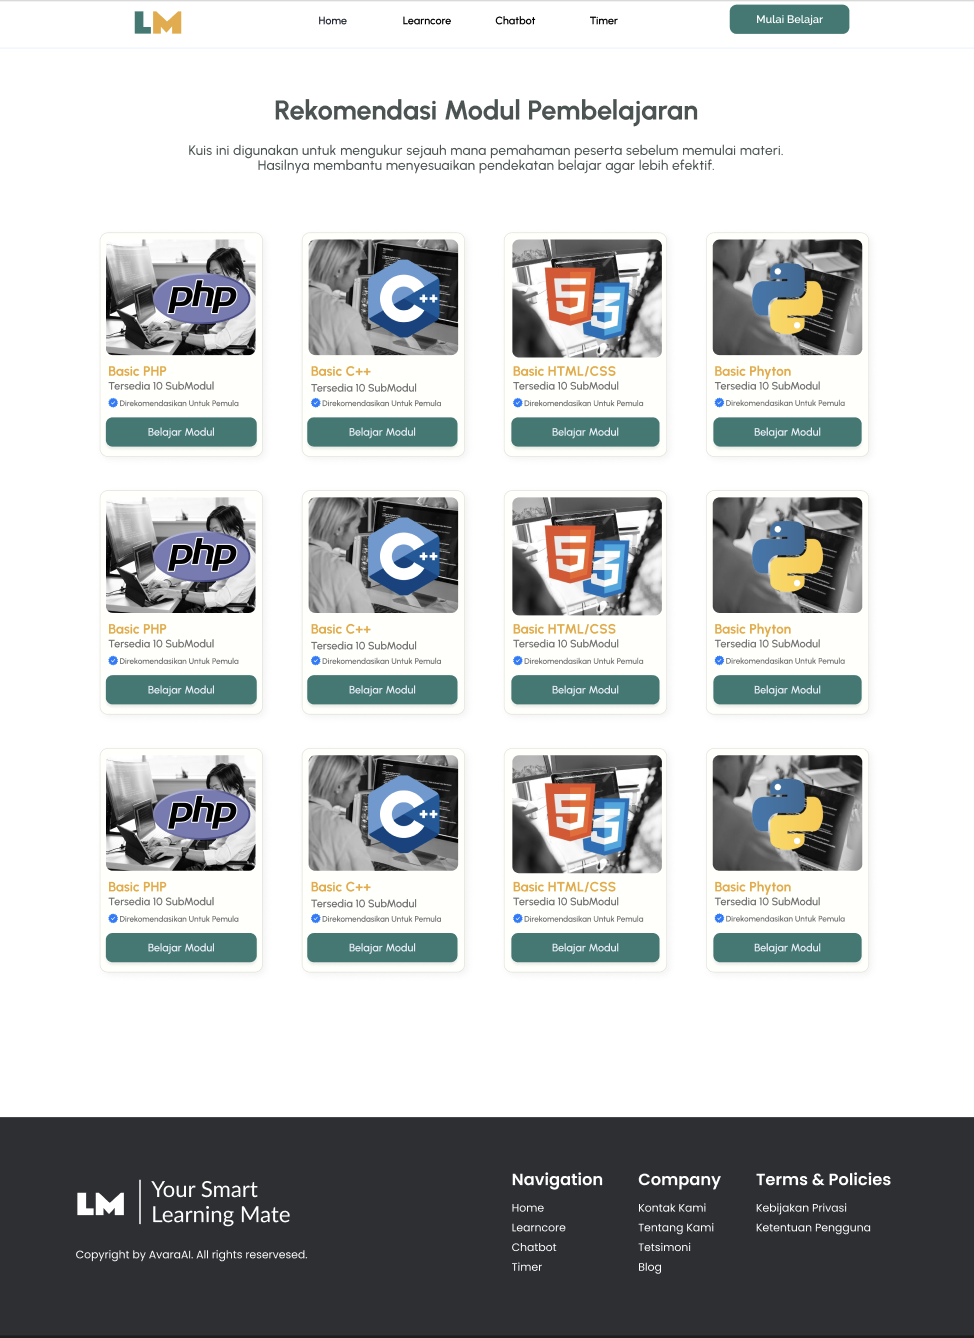 LM
Home Learncore Chatbot Timer Mulai Belajar
Rekomendasi Modul Pembelajaran
Kuis ini digunakan untuk mengukur sejauh mana pemahaman peserta sebelum memulai materi.
Hasilnya membantu menyesuaikan pendekatan belajar agar lebih efektif.
php C++ 5 3
Basic PHP Basic C++ Basic HTML/CSS Basic Phyton
Tersedia 10 SubModul Tersedia 10 SubModul Tersedia 10 SubModul Tersedia 10 SubModul
Direkomendasikan Untuk Pemula Direkomendasikan Untuk Pemula Direkomendasikan Untuk Pemula Direkomendasikan Untuk Pemula
Belajar Modul Belajar Modul Belajar Modul Belajar Modul
php C++ 5 3
Basic PHP Basic C++ Basic HTML/CSS Basic Phyton
Tersedia 10 SubModul Tersedia 10 SubModul Tersedia 10 SubModul Tersedia 10 SubModul
Direkomendasikan Untuk Pemula Direkomendasikan Untuk Pemula Direkomendasikan Untuk Pemula Direkomendasikan Untuk Pemula
Belajar Modul Belajar Modul Belajar Modul Belajar Modul
php C++ 5 3
Basic PHP Basic C++ Basic HTML/CSS Basic Phyton
Tersedia 10 SubModul Tersedia 10 SubModul Tersedia 10 SubModul Tersedia 10 SubModul
Direkomendasikan Untuk Pemula Direkomendasikan Untuk Pemula Direkomendasikan Untuk Pemula Direkomendasikan Untuk Pemula
Belajar Modul Belajar Modul Belajar Modul Belajar Modul
LM
Your Smart
Learning Mate
Copyright by AvaraAI. All rights reservesed.
Navigation
Home
Learncore
Chatbot
Timer
Company
Kontak Kami
Tentang Kami
Tetsimoni
Blog
Terms & Policies
Kebijakan Privasi
Ketentuan Pengguna